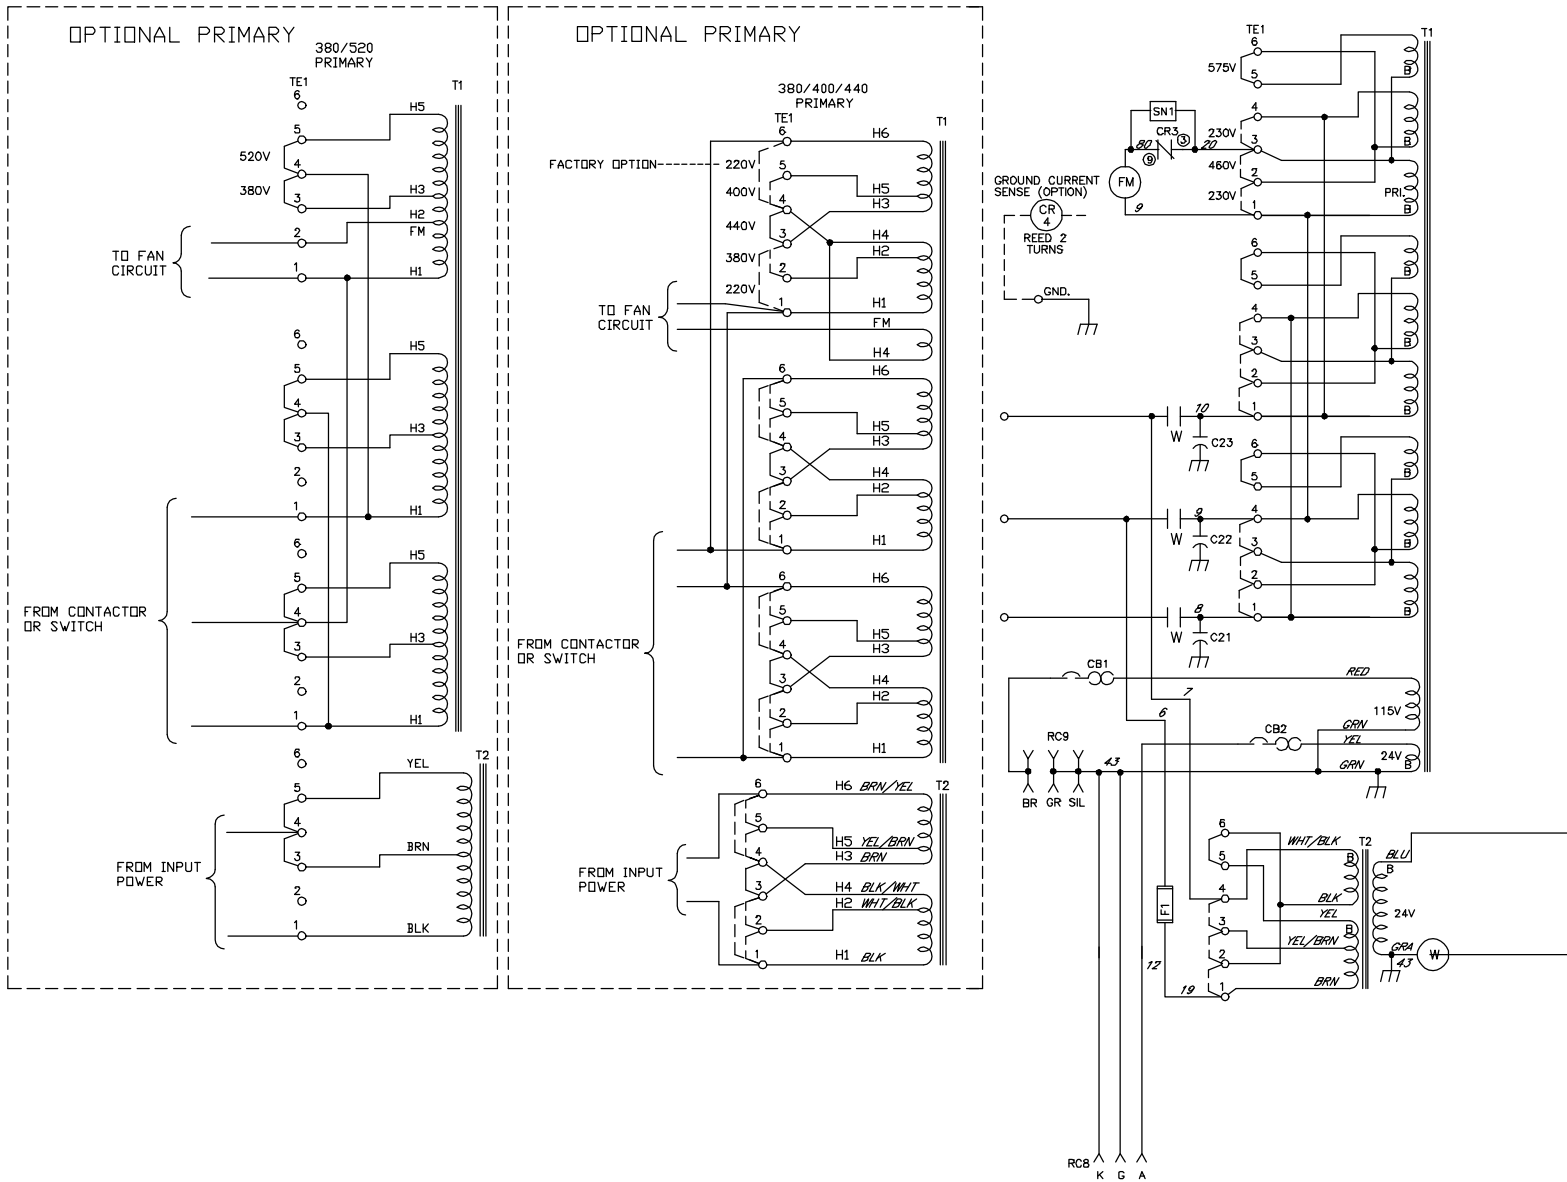 OPTIONAL PRIMARY
380/520
PRIMARY
TE1
T1
6
H5
5
520V
4
380V
H3
3
H2
2
FM
TO FAN
CIRCUIT
1
H1
6
H5
5
4
H3
3
2
1
H1
6
H5
5
FROM CONTACTOR
OR SWITCH
4
H3
3
2
1
H1
6
T2
YEL
5
4
BRN
3
FROM INPUT
POWER
2
1
BLK
OPTIONAL PRIMARY
380/400/440
PRIMARY
TE1
T1
6
H6
FACTORY OPTION
220V
5
400V
H5
H3
4
440V
H4
3
H2
380V
2
220V
1
H1
TO FAN
CIRCUIT
FM
H4
6
H6
5
H5
H3
4
H4
3
H2
2
1
H1
6
H6
5
H5
H3
FROM CONTACTOR
OR SWITCH
4
H4
3
H2
2
1
H1
6
H6 BRN/YEL
T2
5
H5 YEL/BRN
H3 BRN
4
FROM INPUT
POWER
H4 BLK/WHT
3
H2 WHT/BLK
2
1
H1 BLK
TE1
T1
6
575V
B
5
SN1
4
CR3
230V
80
3
20
3
B
9
460V
GROUND CURRENT
SENSE (OPTION)
FM
2
PRI.
230V
CR
4
9
1
B
REED 2
TURNS
6
B
5
GND.
4
3
B
2
10
1
B
W
C23
6
B
5
9
4
W
C22
3
B
2
8
1
B
W
C21
CB1
RED
7
6
115V
GRN
CB2
YEL
RC9
24V
43
GRN
B
BR
GR
SIL
6
WHT/BLK
T2
BLU
5
B
B
4
BLK
F1
YEL
24V
3
YEL/BRN
B
2
GRA
12
43
W
19
1
BRN
RC8
K
G
A